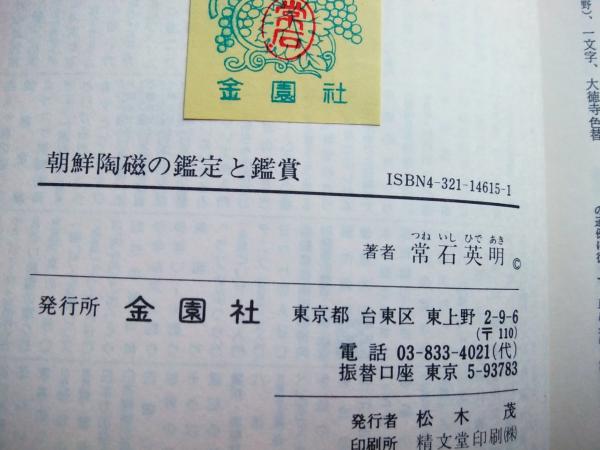 常石
金園社
朝鮮陶磁の鑑定と鑑賞
ISBN4-321-14615-1
つね いし ひで あき
著者 常石英明 ©
発行所 金園社 東京都 台東区 東上野 2-9-6
(〒110)
電話 03-833-4021(代)
振替口座 東京 5-93783
発行者 松木 茂
印刷所 精文堂印刷㈱
野)、一文字、大徳寺色替